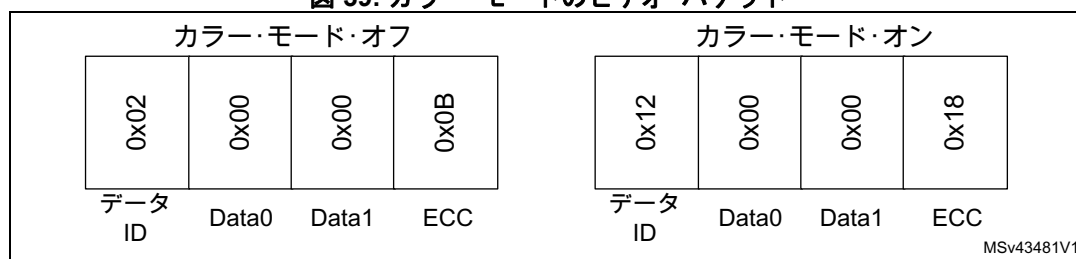 カラー·モード·オフ
カラー·モード·オン
0x02 0x00 0x00 0x0B
0x12 0x00 0x00 0x18
データ ID Data0 Data1 ECC
データ ID Data0 Data1 ECC
MSv43481V1